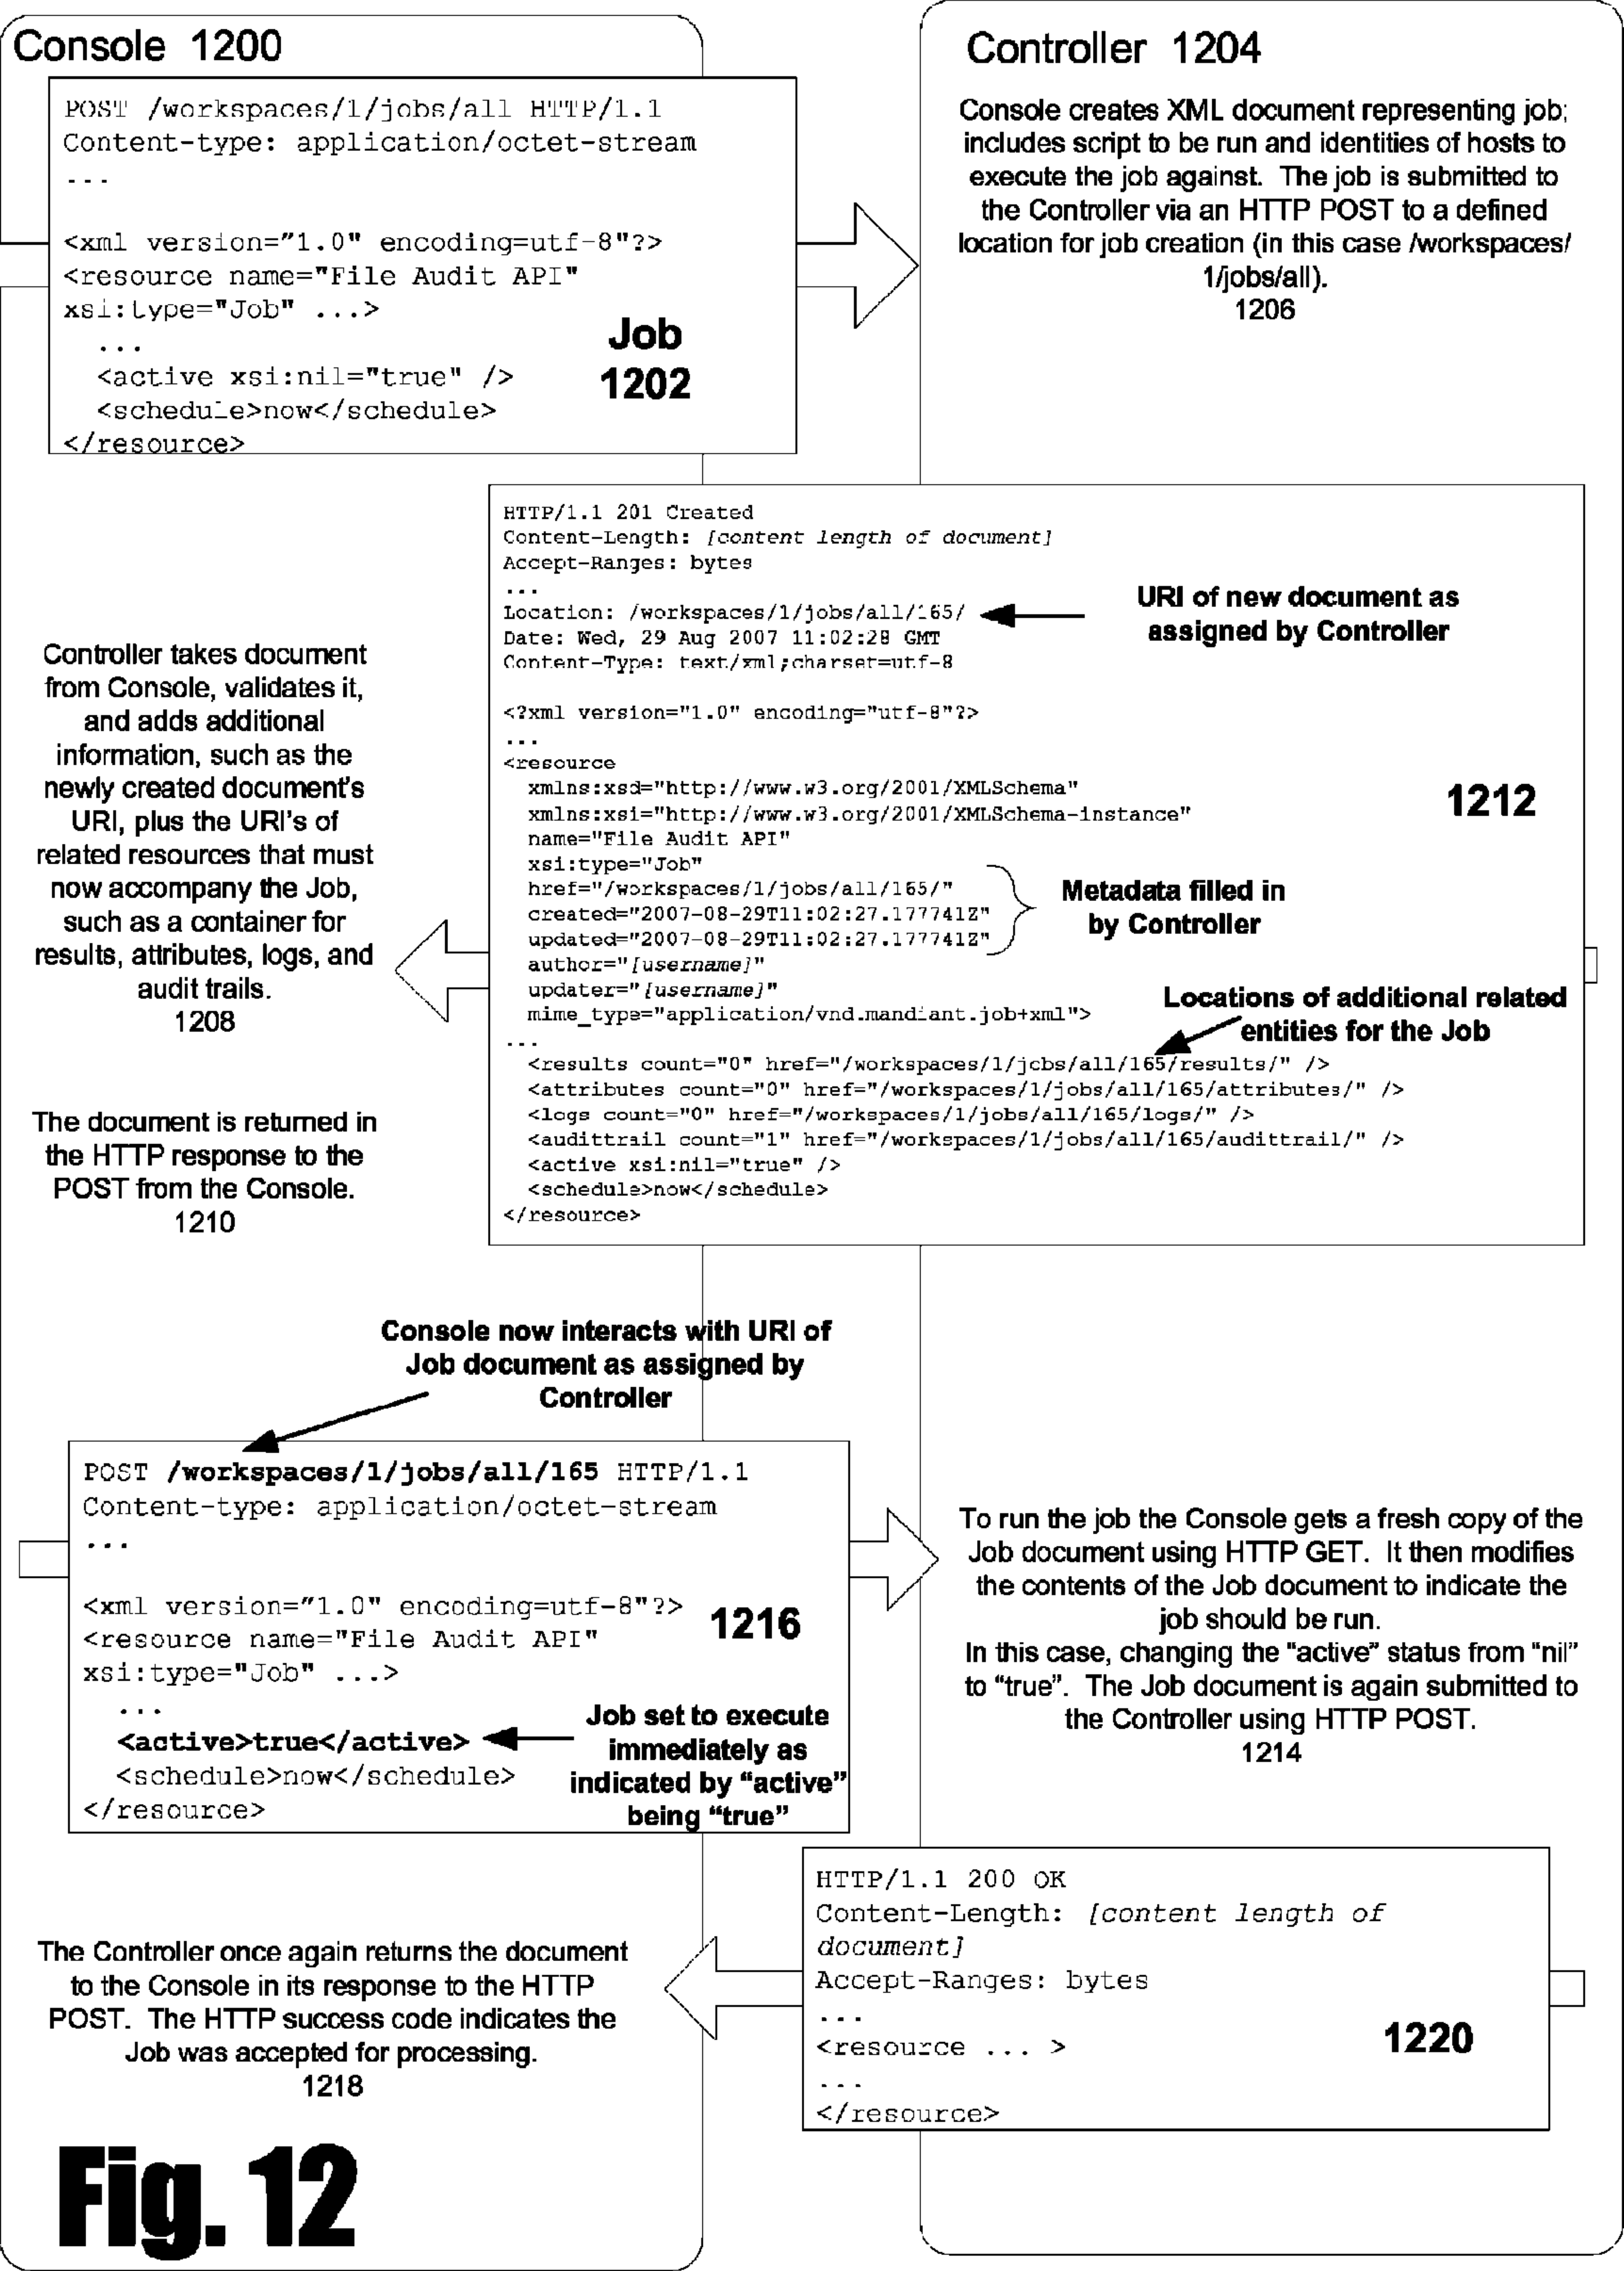 Console 1200
POST /workspaces/1/jobs/all HTTP/1.1
Content-type: application/octet-stream
...
<xml version="1.0" encoding=utf-8"?>
<resource name="File Audit API"
xsi:type="Job" ...>
...
<active xsi:nil="true" />
<schedule>now</schedule>
</resource>
Job
1202
Controller 1204
Console creates XML document representing job;
includes script to be run and identities of hosts to
execute the job against. The job is submitted to
the Controller via an HTTP POST to a defined
location for job creation (in this case /workspaces/
1/jobs/all).
1206
HTTP/1.1 201 Created
Content-Length: [content length of document]
Accept-Ranges: bytes
...
Location: /workspaces/1/jobs/all/165/
Date: Wed, 29 Aug 2007 11:02:28 GMT
Content-Type: text/xml;charset=utf-8
<?xml version="1.0" encoding="utf-8"?>
...
<resource
xmlns:xsd="http://www.w3.org/2001/XMLSchema"
xmlns:xsi="http://www.w3.org/2001/XMLSchema-instance"
name="File Audit API"
xsi:type="Job"
href="/workspaces/1/jobs/all/165/"
created="2007-08-29T11:02:27.177741Z"
updated="2007-08-29T11:02:27.177741Z"
author="[username]"
updater="[username]"
mime_type="application/vnd.mandiant.job+xml">
...
<results count="0" href="/workspaces/1/jobs/all/165/results/" />
<attributes count="0" href="/workspaces/1/jobs/all/165/attributes/" />
<logs count="0" href="/workspaces/1/jobs/all/165/logs/" />
<audittrail count="1" href="/workspaces/1/jobs/all/165/audittrail/" />
<active xsi:nil="true" />
<schedule>now</schedule>
</resource>
URI of new document as
assigned by Controller
1212
Metadada filled in
by Controller
Locations of additional related
entities for the Job
Controller takes document
from Console, validates it,
and adds additional
information, such as the
newly created document's
URI, plus the URI's of
related resources that must
now accompany the Job,
such as a container for
results, attributes, logs, and
audit trails.
1208
The document is returned in
the HTTP response to the
POST from the Console.
1210
Console now interacts with URI of
Job document as assigned by
Controller
POST /workspaces/1/jobs/all/165 HTTP/1.1
Content-type: application/octet-stream
...
<xml version="1.0" encoding=utf-8"?>
<resource name="File Audit API"
xsi:type="Job" ...>
...
<active>true</active>
<schedule>now</schedule>
</resource>
1216
Job set to execute
immediately as
indicated by “active”
being “true”
To run the job the Console gets a fresh copy of the
Job document using HTTP GET. It then modifies
the contents of the Job document to indicate the
job should be run.
In this case, changing the “active” status from “nil”
to “true”. The Job document is again submitted to
the Controller using HTTP POST.
1214
HTTP/1.1 200 OK
Content-Length: [content length of
document]
Accept-Ranges: bytes
...
<resource ... >
...
</resource>
1220
The Controller once again returns the document
to the Console in its response to the HTTP
POST. The HTTP success code indicates the
Job was accepted for processing.
1218
Fig. 12